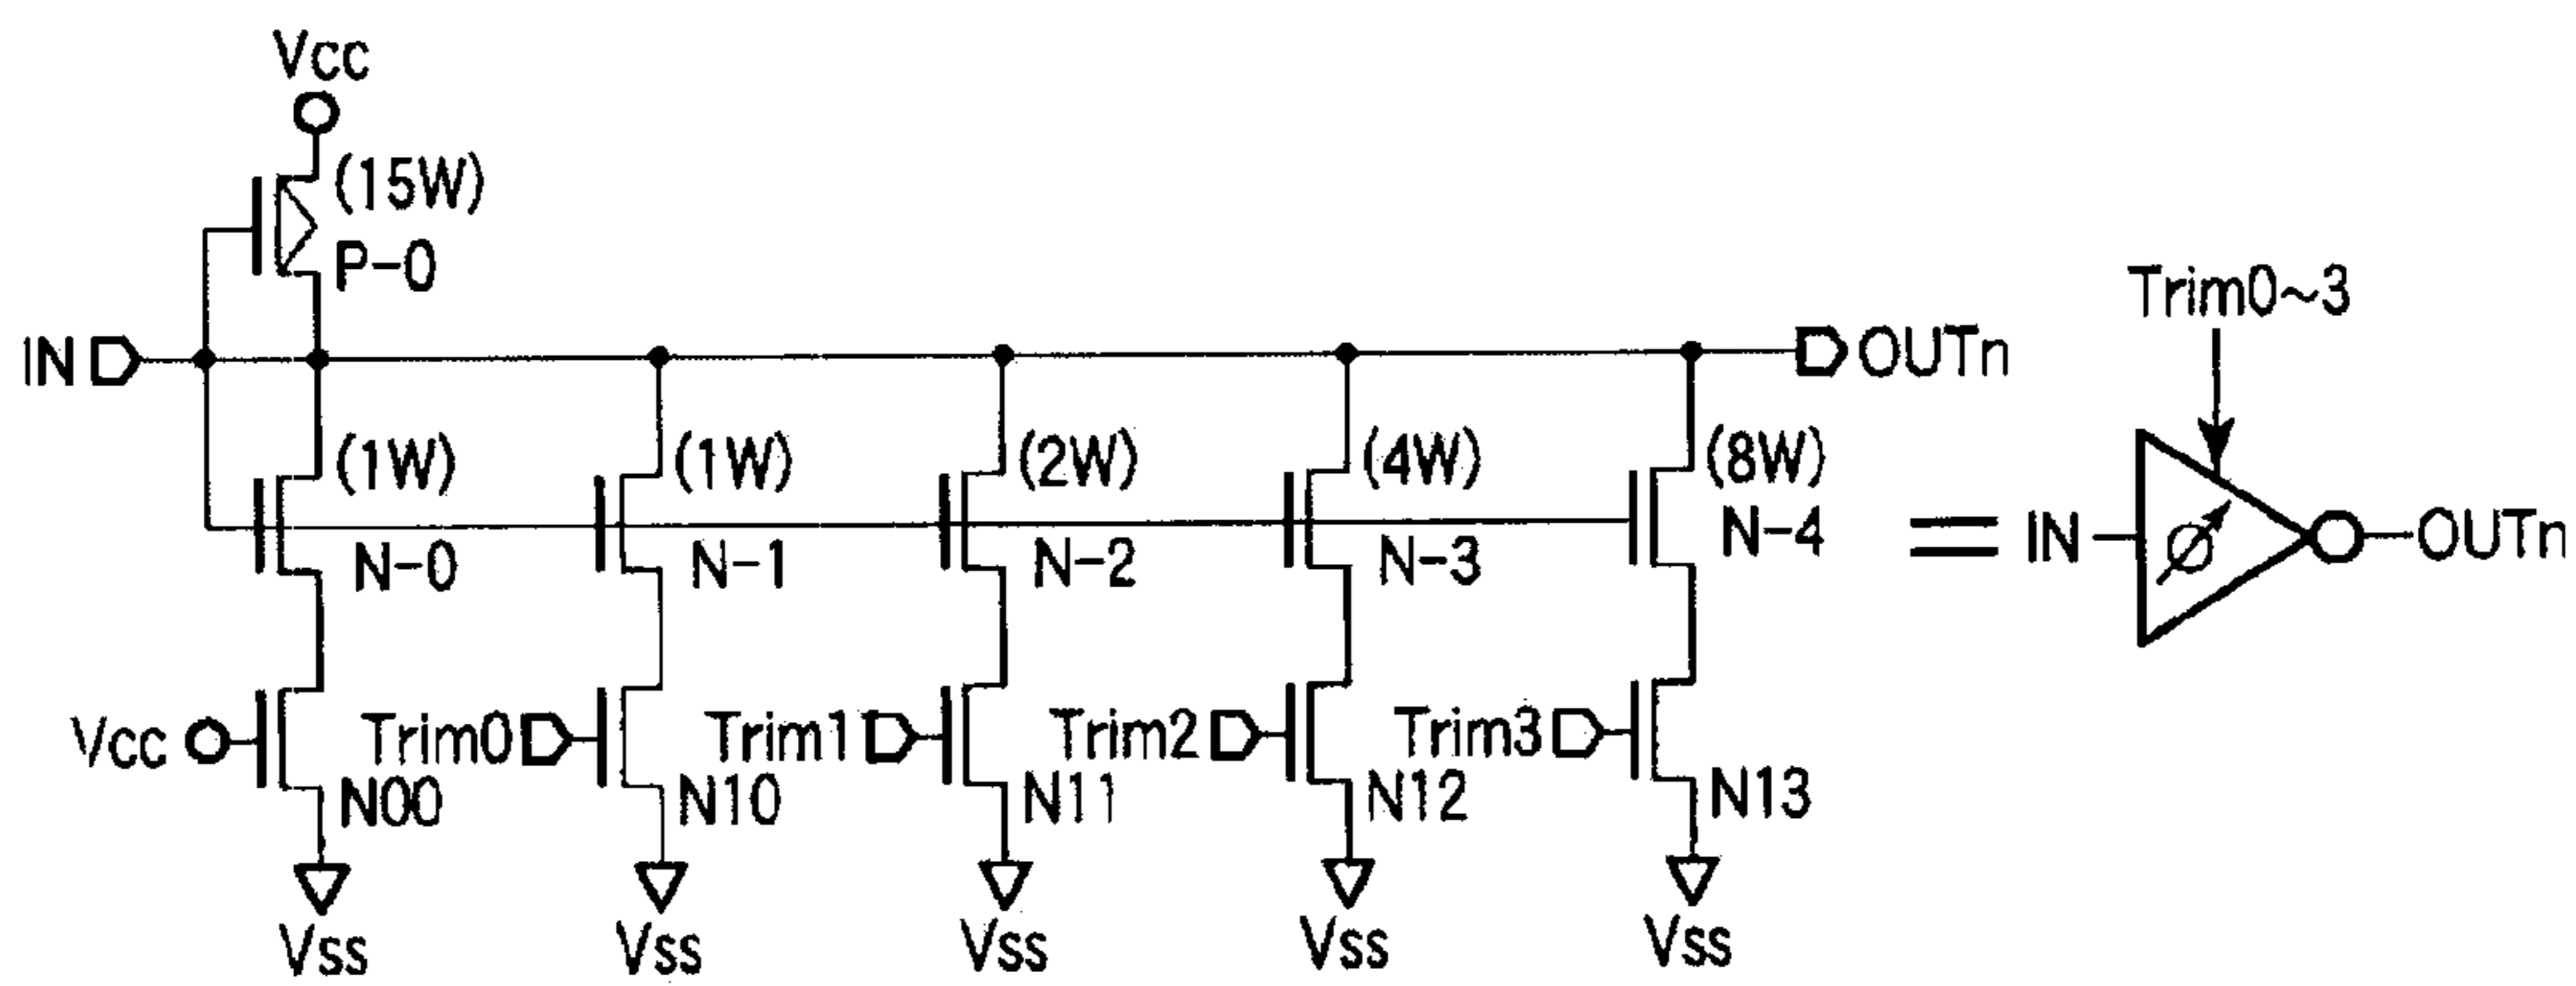 Vcc
(15W)
P-0
IN
OUTn
Trim0~3
(1W)
(1W)
(2W)
(4W)
(8W)
N-0
N-1
N-2
N-3
N-4
IN
Ø
OUTn
Vcc
Trim0
Trim1
Trim2
Trim3
N00
N10
N11
N12
N13
Vss
Vss
Vss
Vss
Vss